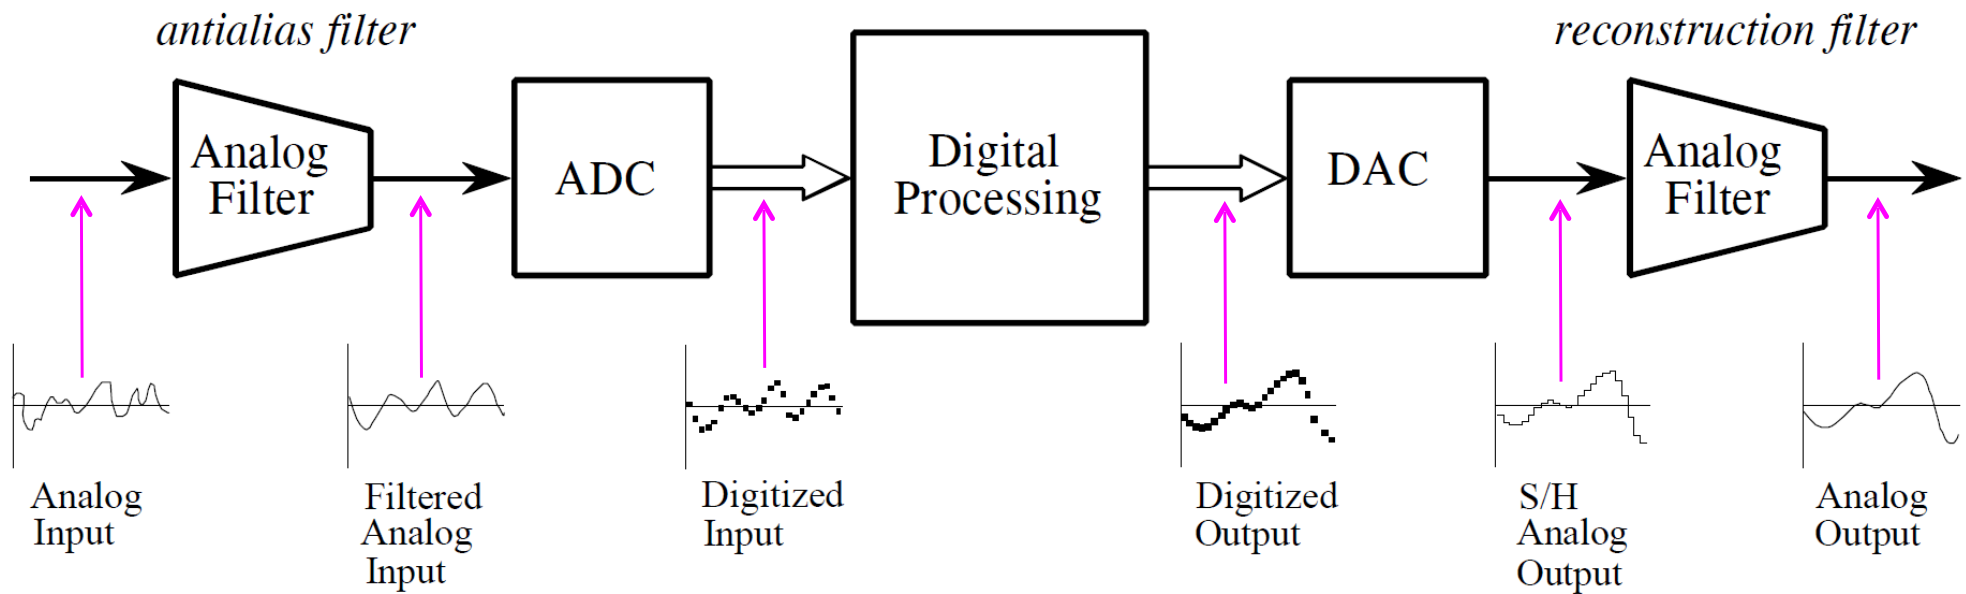 antialias filter
reconstruction filter
Analog
Filter
ADC
Digital
Processing
DAC
Analog
Filter
Analog
Input
Filtered
Analog
Input
Digitized
Input
Digitized
Output
S/H
Analog
Output
Analog
Output